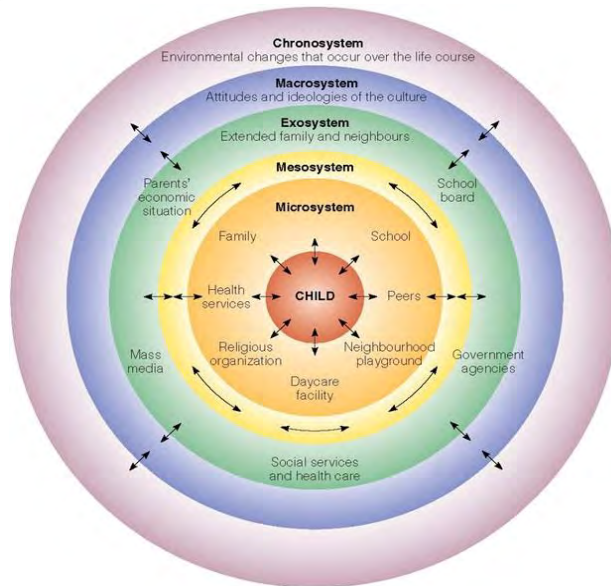 Chronosystem
Environmental changes that occur over the life course
Macrosystem
Attitudes and ideologies of the culture
Exosystem
Extended family and neighbours
Mesosystem
Parents'
economic
situation
School
board
Microsystem
Family
School
Health
services
CHILD
Peers
Religious
organization
Neighbourhood
playground
Mass
media
Government
agencies
Daycare
facility
Social services
and health care